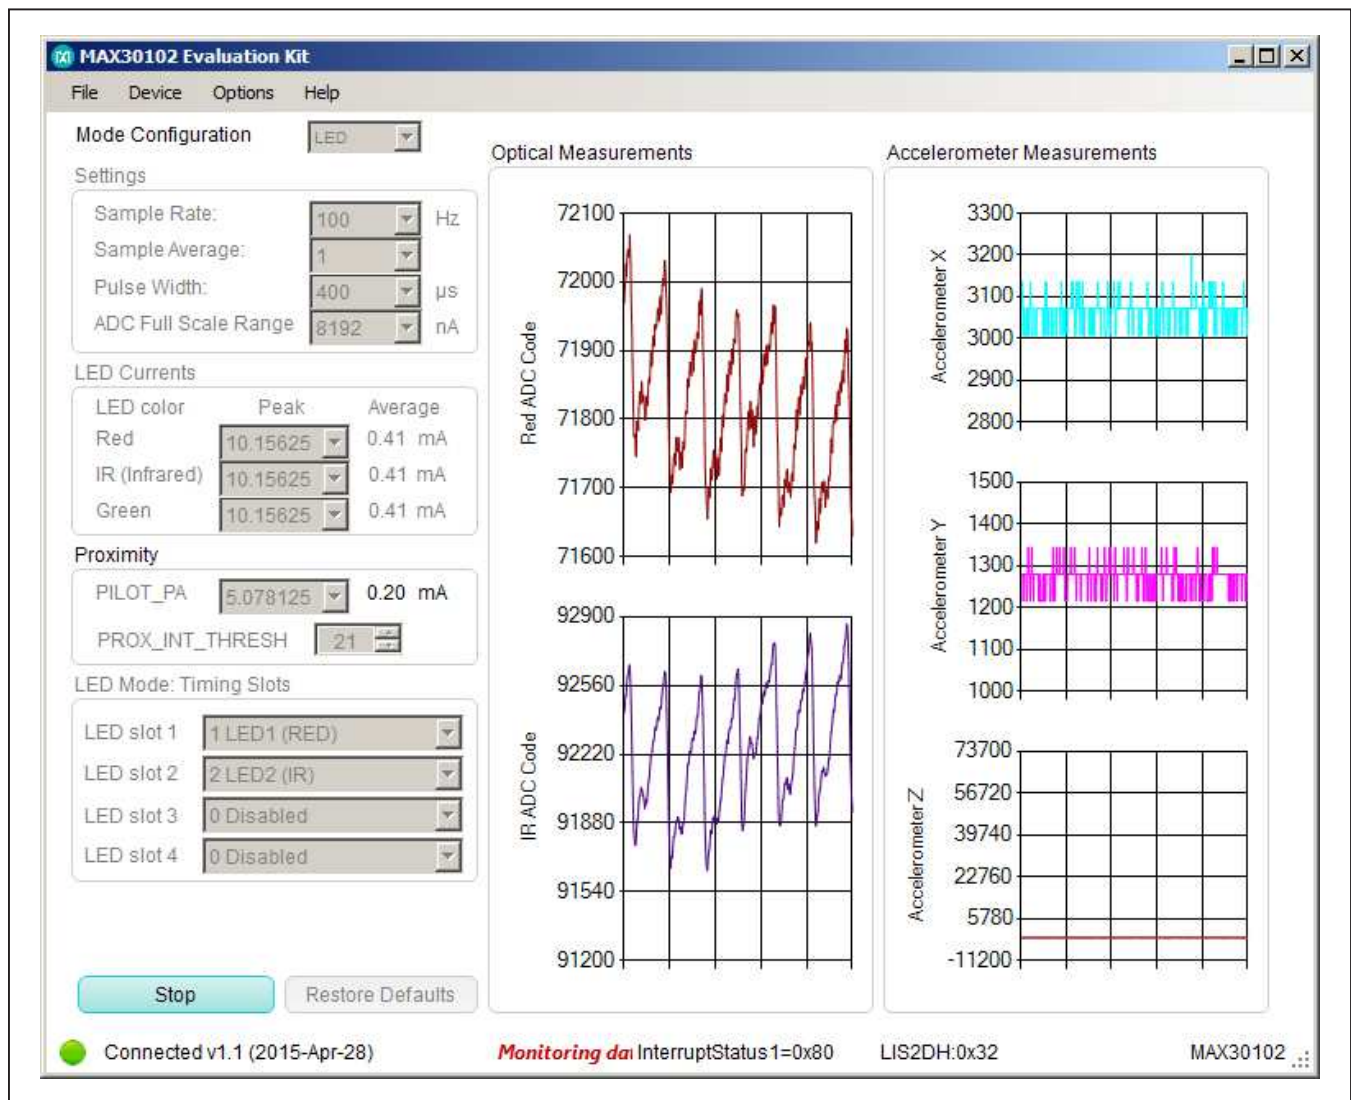 MAX30102 Evaluation Kit
File Device Options Help
Mode Configuration LED
Settings
Sample Rate: 100 Hz
Sample Average: 1
Pulse Width: 400 µs
ADC Full Scale Range 8192 nA
LED Currents
LED color Peak Average
Red 10.15625 0.41 mA
IR (Infrared) 10.15625 0.41 mA
Green 10.15625 0.41 mA
Proximity
PILOT_PA 5.078125 0.20 mA
PROX_INT_THRESH 21
LED Mode: Timing Slots
LED slot 1 1 LED1 (RED)
LED slot 2 2 LED2 (IR)
LED slot 3 0 Disabled
LED slot 4 0 Disabled
Stop Restore Defaults
Optical Measurements
Red ADC Code
72100
72000
71900
71800
71700
71600
IR ADC Code
92900
92560
92220
91880
91540
91200
Accelerometer Measurements
Accelerometer X
3300
3200
3100
3000
2900
2800
Accelerometer Y
1500
1400
1300
1200
1100
1000
Accelerometer Z
73700
56720
39740
22760
5780
-11200
Connected v1.1 (2015-Apr-28) Monitoring dat InterruptStatus1=0x80 LIS2DH:0x32 MAX30102